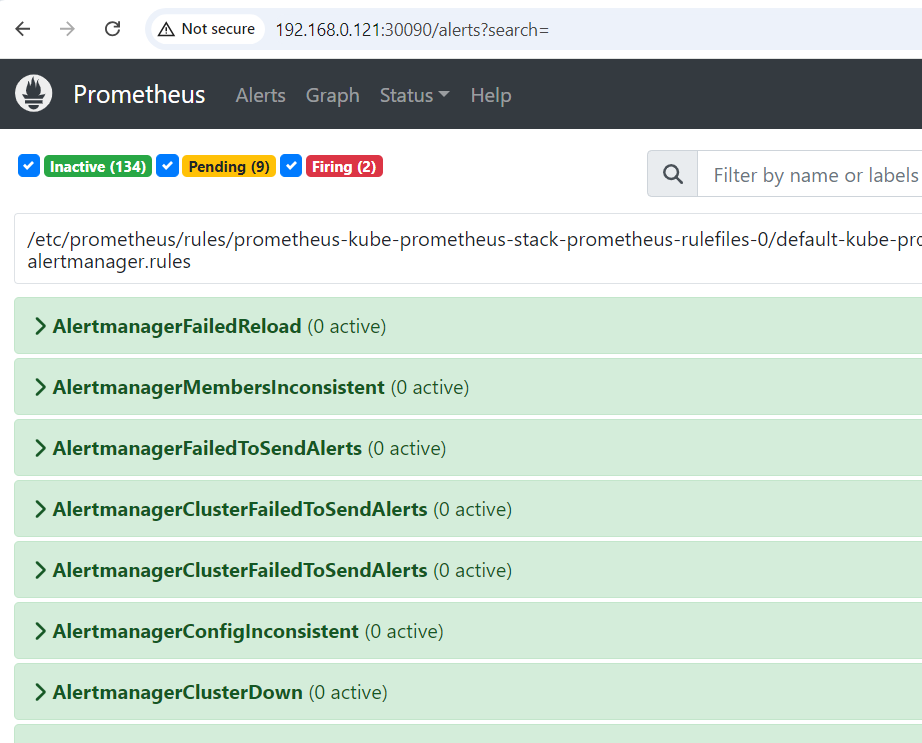 Not secure 192.168.0.121:30090/alerts?search=
Prometheus Alerts Graph Status Help
Inactive (134) Pending (9) Firing (2) Filter by name or labels
/etc/prometheus/rules/prometheus-kube-prometheus-stack-prometheus-rulefiles-0/default-kube-pro
alertmanager.rules
AlertmanagerFailedReload (0 active)
AlertmanagerMembersInconsistent (0 active)
AlertmanagerFailedToSendAlerts (0 active)
AlertmanagerClusterFailedToSendAlerts (0 active)
AlertmanagerClusterFailedToSendAlerts (0 active)
AlertmanagerConfigInconsistent (0 active)
AlertmanagerClusterDown (0 active)